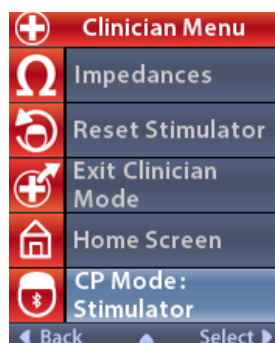 Clinician Menu
Impedances
Reset Stimulator
Exit Clinician
Mode
Home Screen
CP Mode:
Stimulator
Back Select